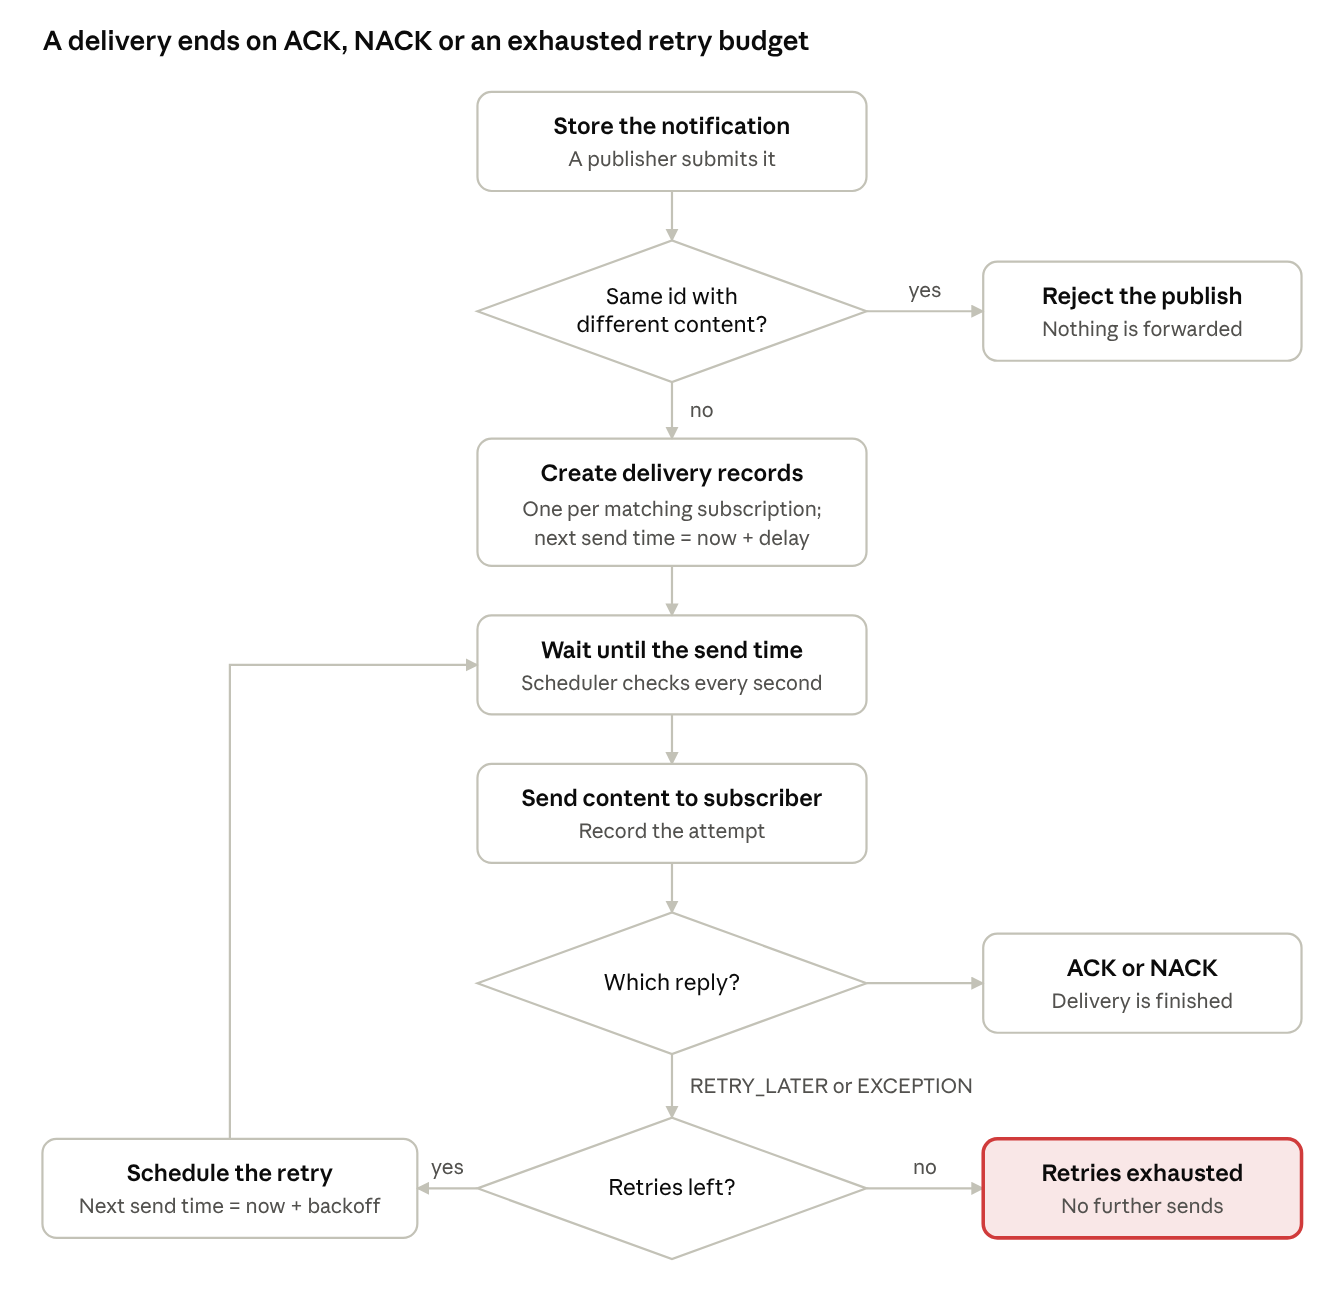 A delivery ends on ACK, NACK or an exhausted retry budget
Store the notification
A publisher submits it
Same id with
different content?
yes
Reject the publish
Nothing is forwarded
no
Create delivery records
One per matching subscription;
next send time = now + delay
Wait until the send time
Scheduler checks every second
Send content to subscriber
Record the attempt
Which reply?
ACK or NACK
Delivery is finished
RETRY_LATER or EXCEPTION
Retries left?
yes
Schedule the retry
Next send time = now + backoff
no
Retries exhausted
No further sends